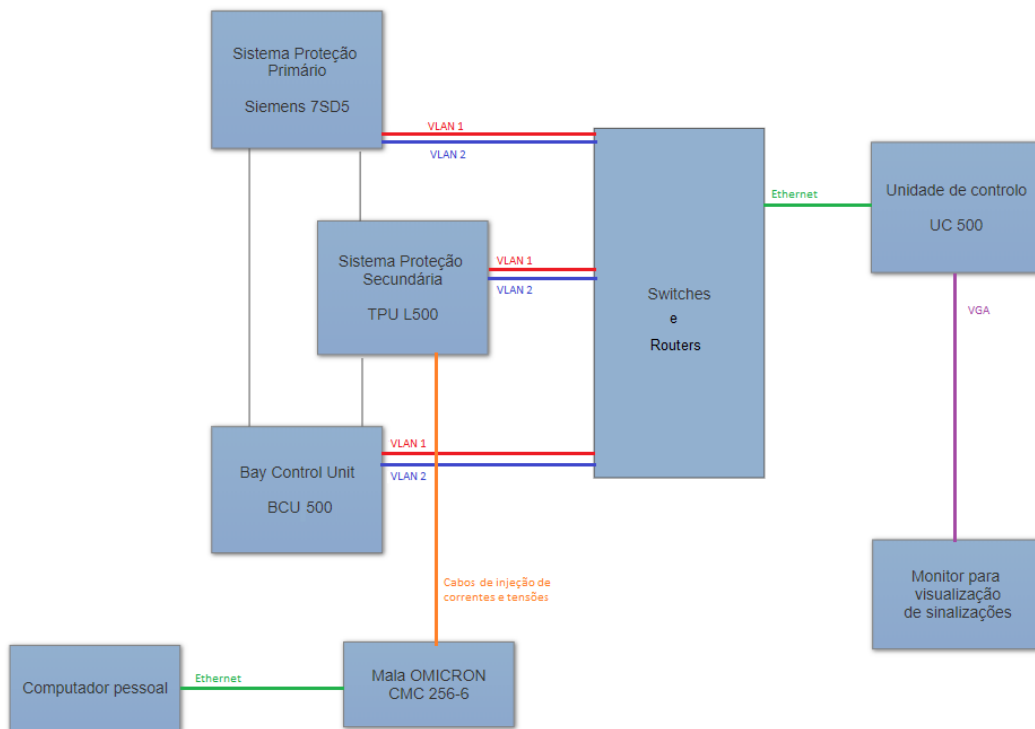 Sistema Proteção
Primário
Siemens 7SD5
VLAN 1
VLAN 2
Ethernet
Unidade de controlo
UC 500
Sistema Proteção
Secundária
TPU L500
VLAN 1
VLAN 2
Switches
e
Routers
VGA
Bay Control Unit
BCU 500
VLAN 1
VLAN 2
Cabos de injeção de
correntes e tensões
Monitor para
visualização
de sinalizações
Computador pessoal
Ethernet
Mala OMICRON
CMC 256-6